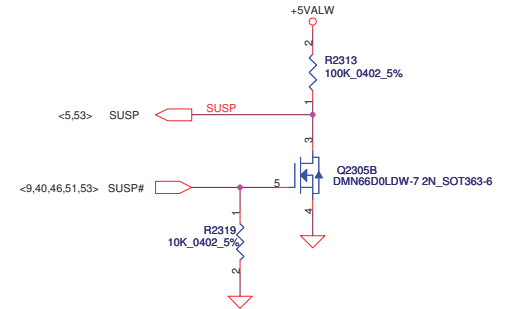 +5VALW
2
R2313
100K_0402_5%
1
<5,53> SUSP
SUSP
3
Q2305B
DMN66D0LDW-7 2N_SOT363-6
<9,40,46,51,53> SUSP#
5
4
1
R2319
10K_0402_5%
2